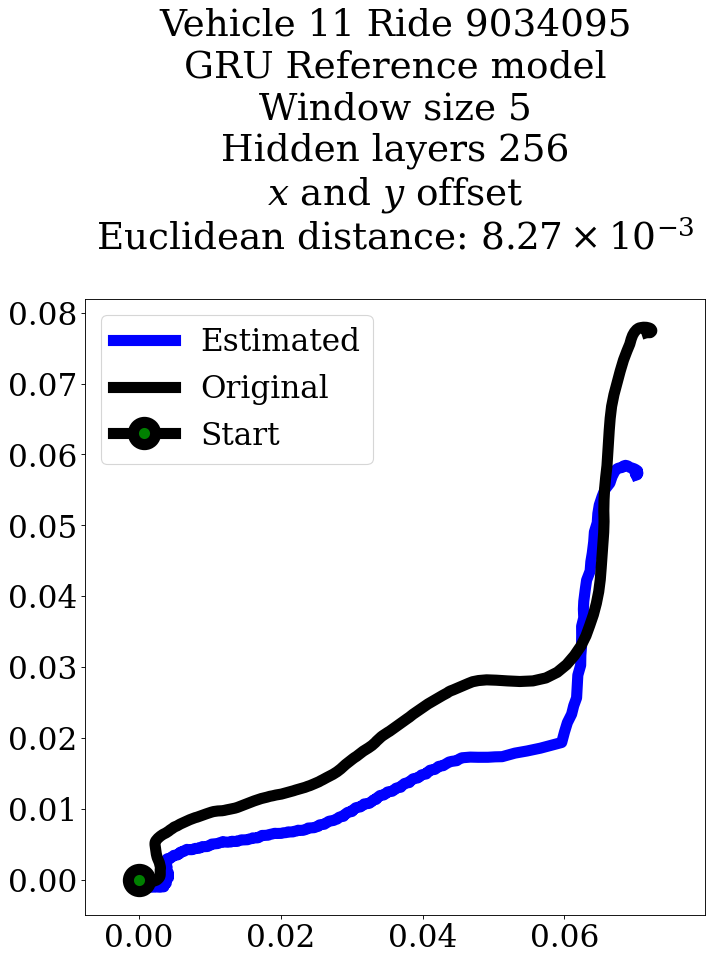 Vehicle 11 Ride 9034095
GRU Reference model
Window size 5
Hidden layers 256
x and y offset
Euclidean distance: 8.27 × 10⁻³
Estimated
Original
Start
0.08
0.07
0.06
0.05
0.04
0.03
0.02
0.01
0.00
0.00 0.02 0.04 0.06